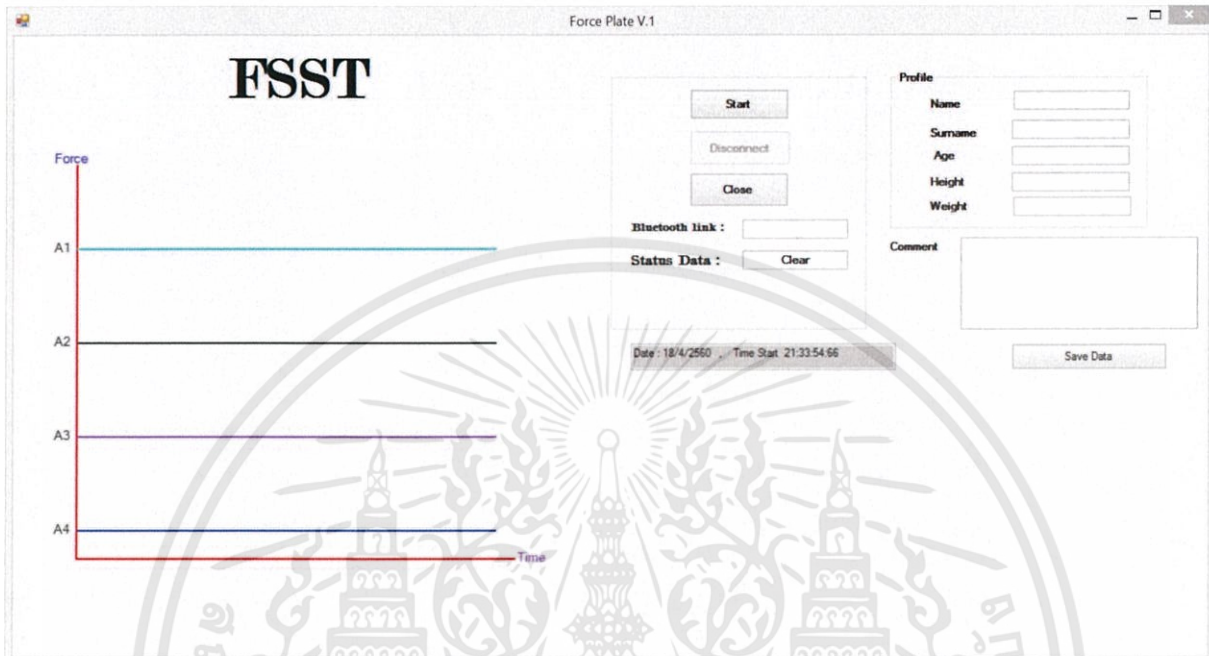 Force Plate V.1
FSST
Force
A1
A2
A3
A4
Time
Start
Disconnect
Close
Bluetooth link :
Status Data :
Clear
Date : 18/4/2560 , Time Start 21:33:54:66
Profile
Name
Surname
Age
Height
Weight
Comment
Save Data